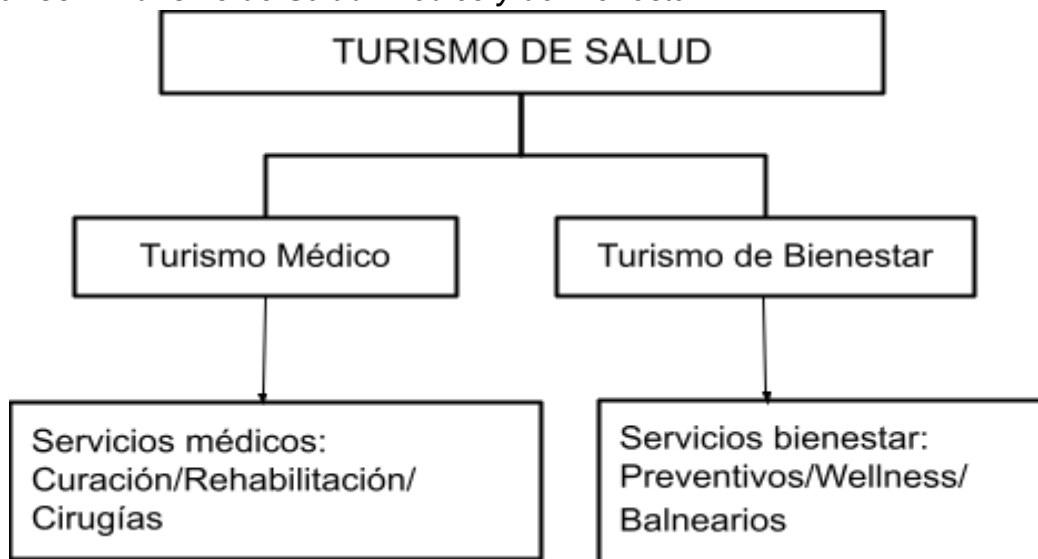 TURISMO DE SALUD
Turismo Médico
Turismo de Bienestar
Servicios médicos:
Curación/Rehabilitación/
Cirugías
Servicios bienestar:
Preventivos/Wellness/
Balnearios